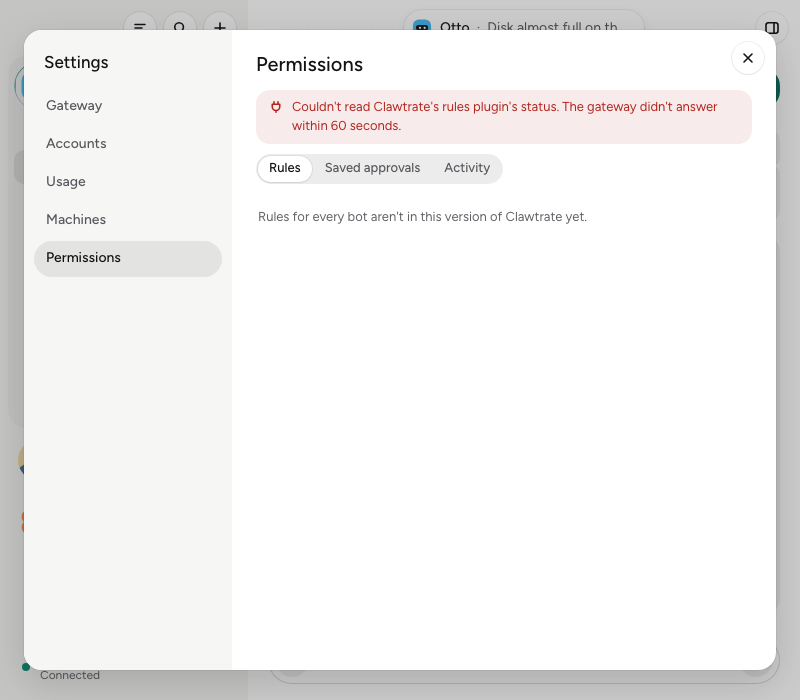 Otto · Disk almost full on th
Settings
Gateway
Accounts
Usage
Machines
Permissions
Permissions
Couldn't read Clawtrate's rules plugin's status. The gateway didn't answer
within 60 seconds.
Rules
Saved approvals
Activity
Rules for every bot aren't in this version of Clawtrate yet.
Connected